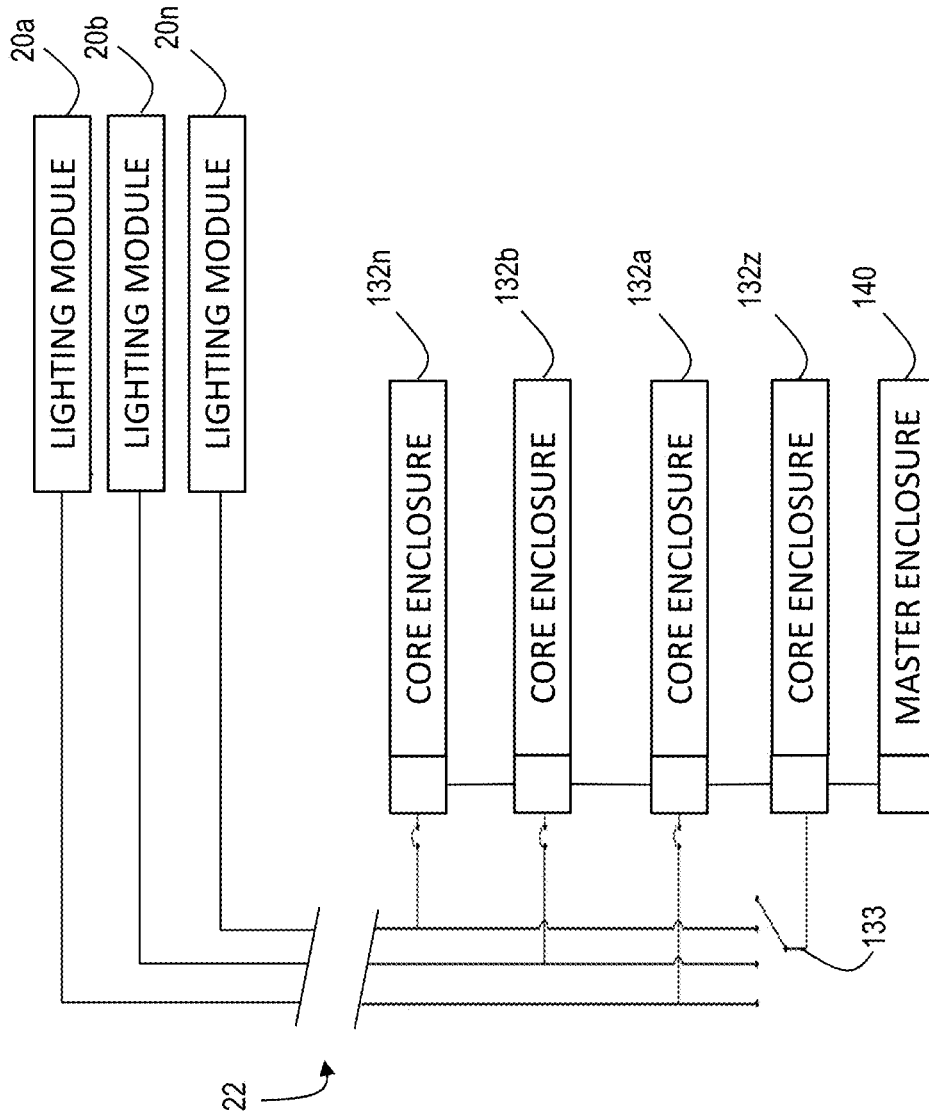 LIGHTING MODULE
20a
LIGHTING MODULE
20b
LIGHTING MODULE
20n
22
CORE ENCLOSURE
132n
CORE ENCLOSURE
132b
CORE ENCLOSURE
132a
CORE ENCLOSURE
132z
133
MASTER ENCLOSURE
140